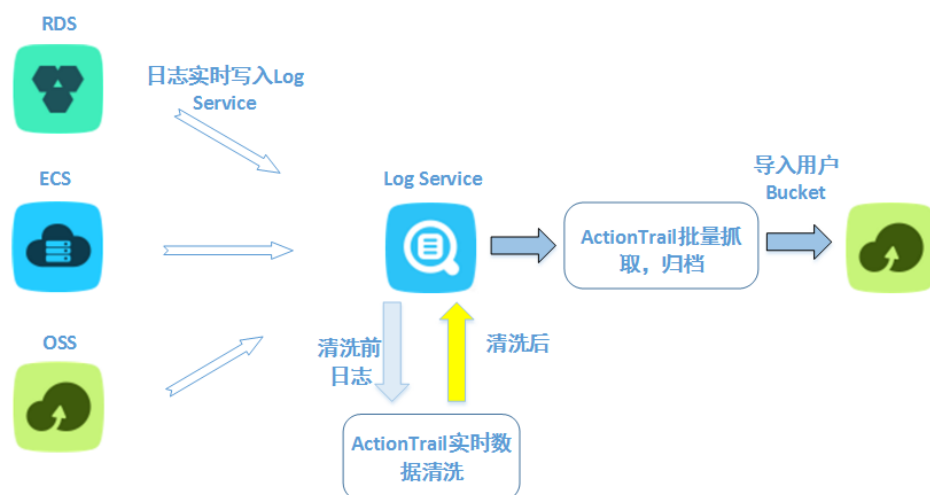 RDS
日志实时写入Log
Service
ECS
Log Service
导入用户
Bucket
ActionTrail批量抓
取，归档
OSS
清洗前
日志
清洗后
ActionTrail实时数
据清洗